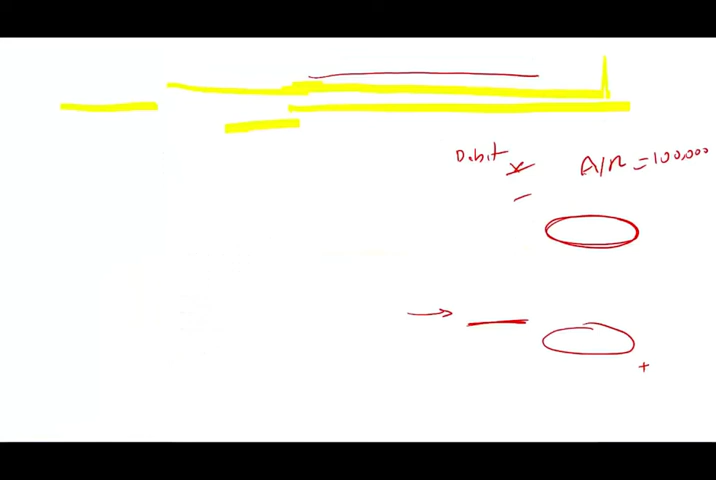 Debit
A/R = 100,000
+